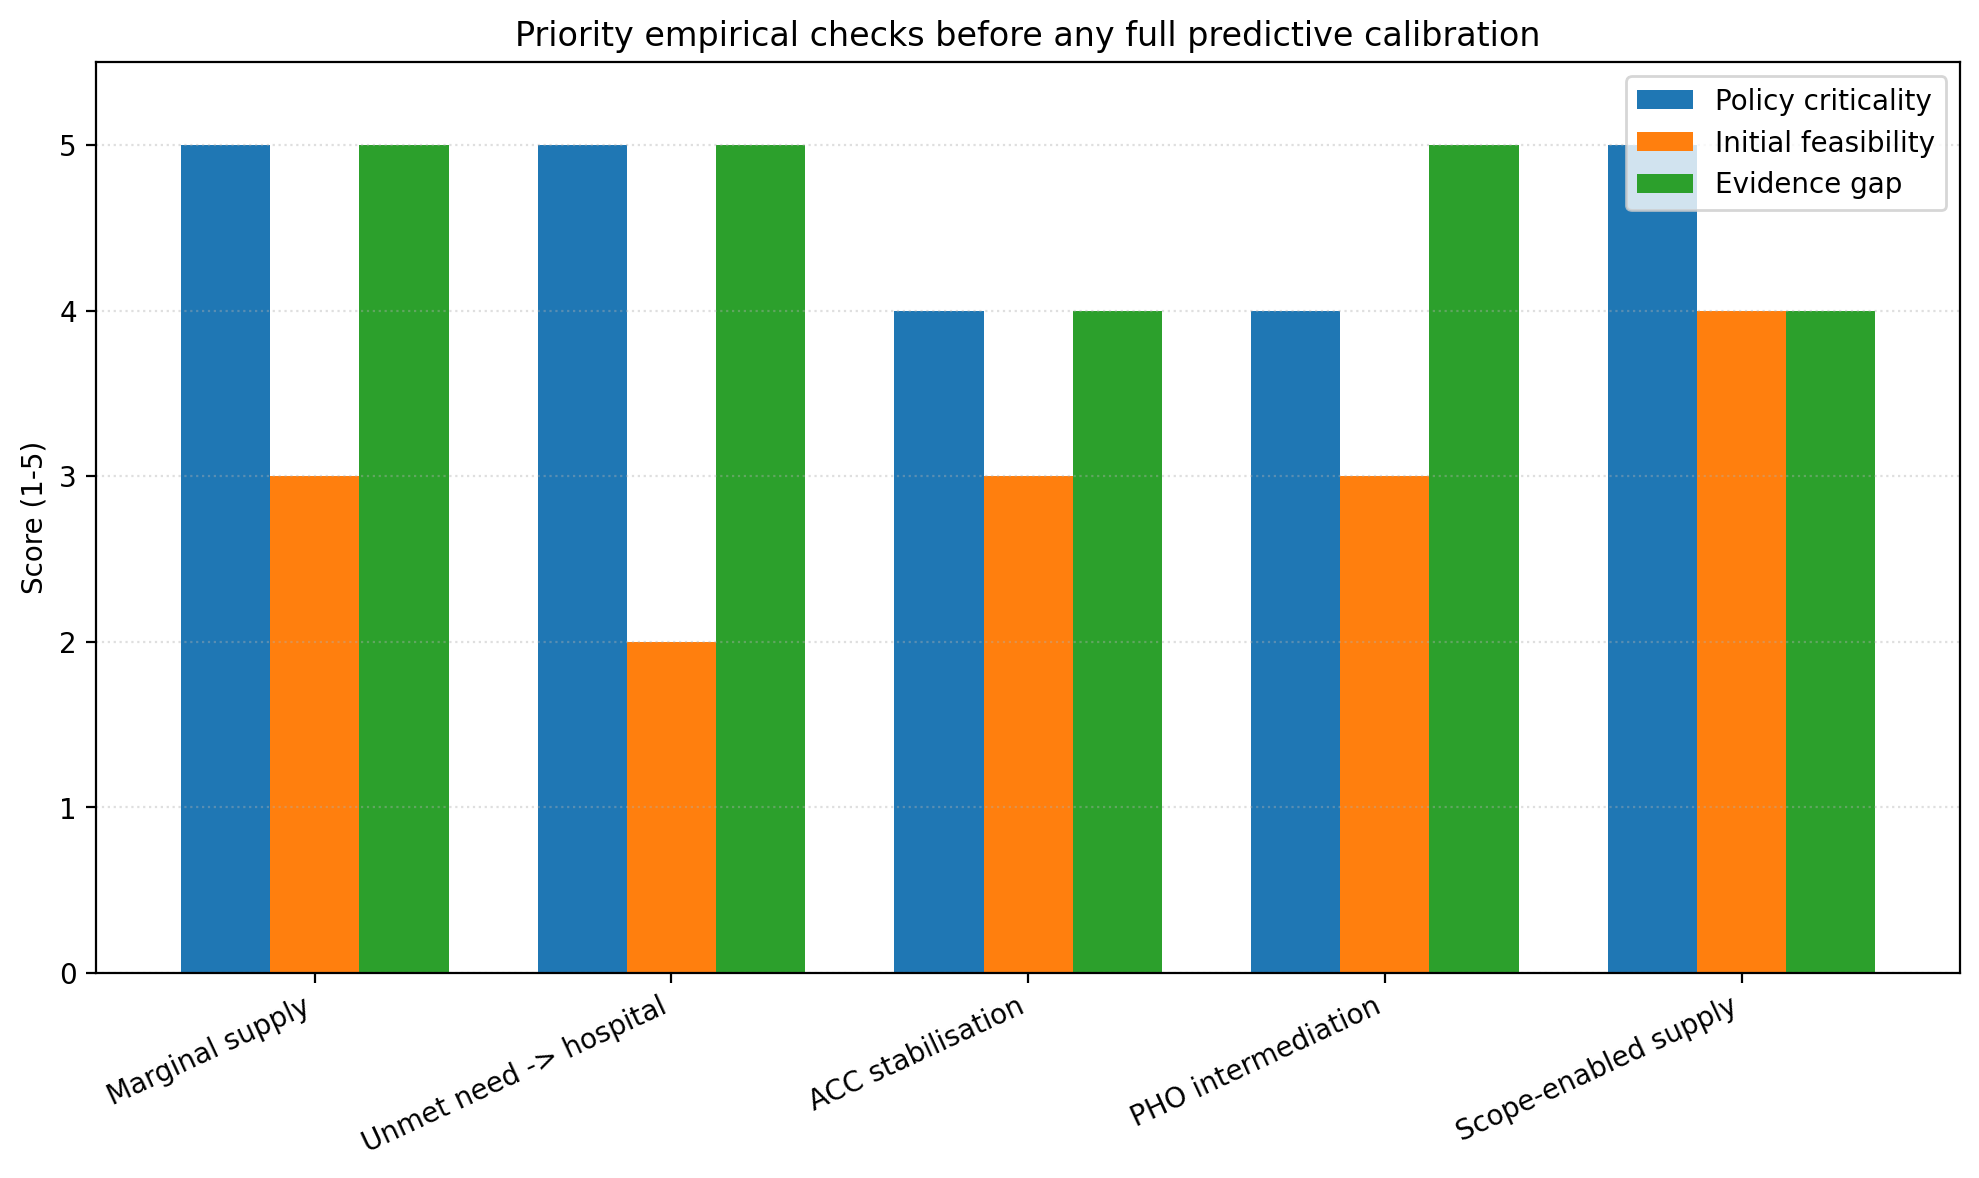 Priority empirical checks before any full predictive calibration
Policy criticality
Initial feasibility
Evidence gap
Score (1-5)
5
4
3
2
1
0
Marginal supply
Unmet need -> hospital
ACC stabilisation
PHO intermediation
Scope-enabled supply